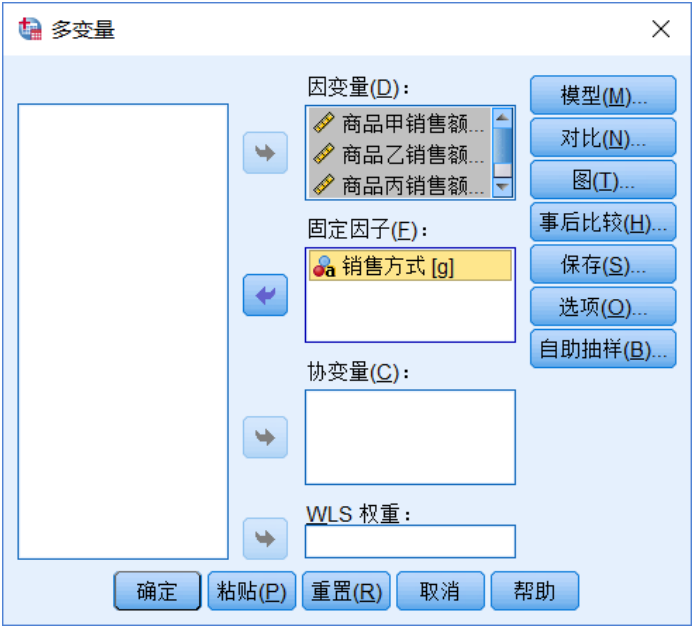 多变量
因变量(D):
商品甲销售额...
商品乙销售额...
商品丙销售额...
固定因子(F):
a 销售方式 [g]
协变量(C):
WLS 权重:
模型(M)...
对比(N)...
图(T)...
事后比较(H)...
保存(S)...
选项(O)...
自助抽样(B)...
确定
粘贴(P)
重置(R)
取消
帮助